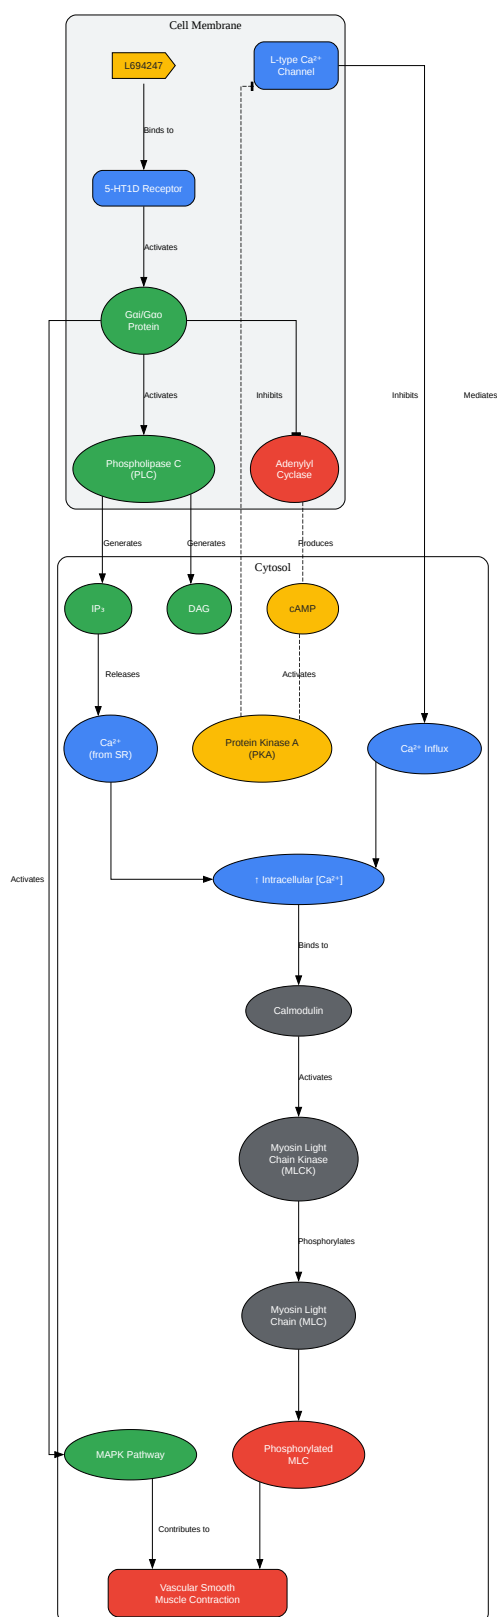 Cell Membrane
L694247
L-type Ca²⁺
Channel
Binds to
5-HT1D Receptor
Activates
Gαi/Gαo
Protein
Activates
Inhibits
Inhibits
Mediates
Phospholipase C
(PLC)
Adenylyl
Cyclase
Generates
Generates
Produces
Cytosol
IP₃
DAG
cAMP
Releases
Activates
Ca²⁺
(from SR)
Protein Kinase A
(PKA)
Ca²⁺ Influx
Activates
↑ Intracellular [Ca²⁺]
Binds to
Calmodulin
Activates
Myosin Light
Chain Kinase
(MLCK)
Phosphorylates
Myosin Light
Chain (MLC)
MAPK Pathway
Phosphorylated
MLC
Contributes to
Vascular Smooth
Muscle Contraction